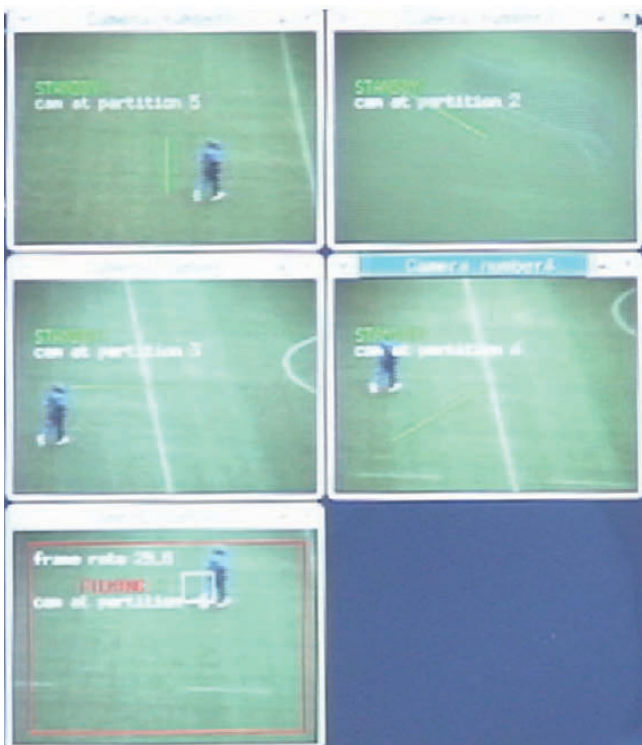 STANDBY
cam at partition 5
STANDBY
cam at partition 2
STANDBY
cam at partition 3
Camera number4
STANDBY
cam at partition 4
frame rate 25.0
FILMING
cam at partition